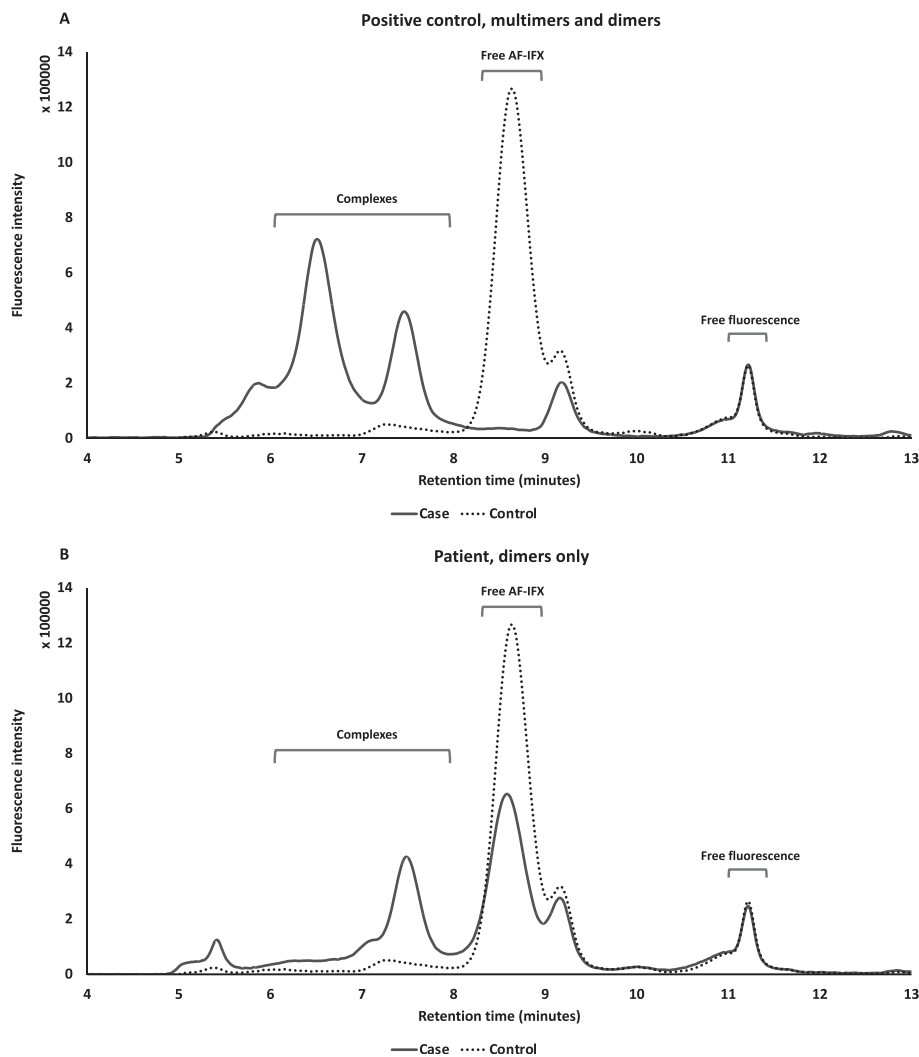 A
Positive control, multimers and dimers
x 100000
Fluorescence intensity
14
12
10
8
6
4
2
0
Free AF-IFX
Complexes
Free fluorescence
4 5 6 7 8 9 10 11 12 13
Retention time (minutes)
Case Control
B
Patient, dimers only
x 100000
Fluorescence intensity
14
12
10
8
6
4
2
0
Free AF-IFX
Complexes
Free fluorescence
4 5 6 7 8 9 10 11 12 13
Retention time (minutes)
Case Control